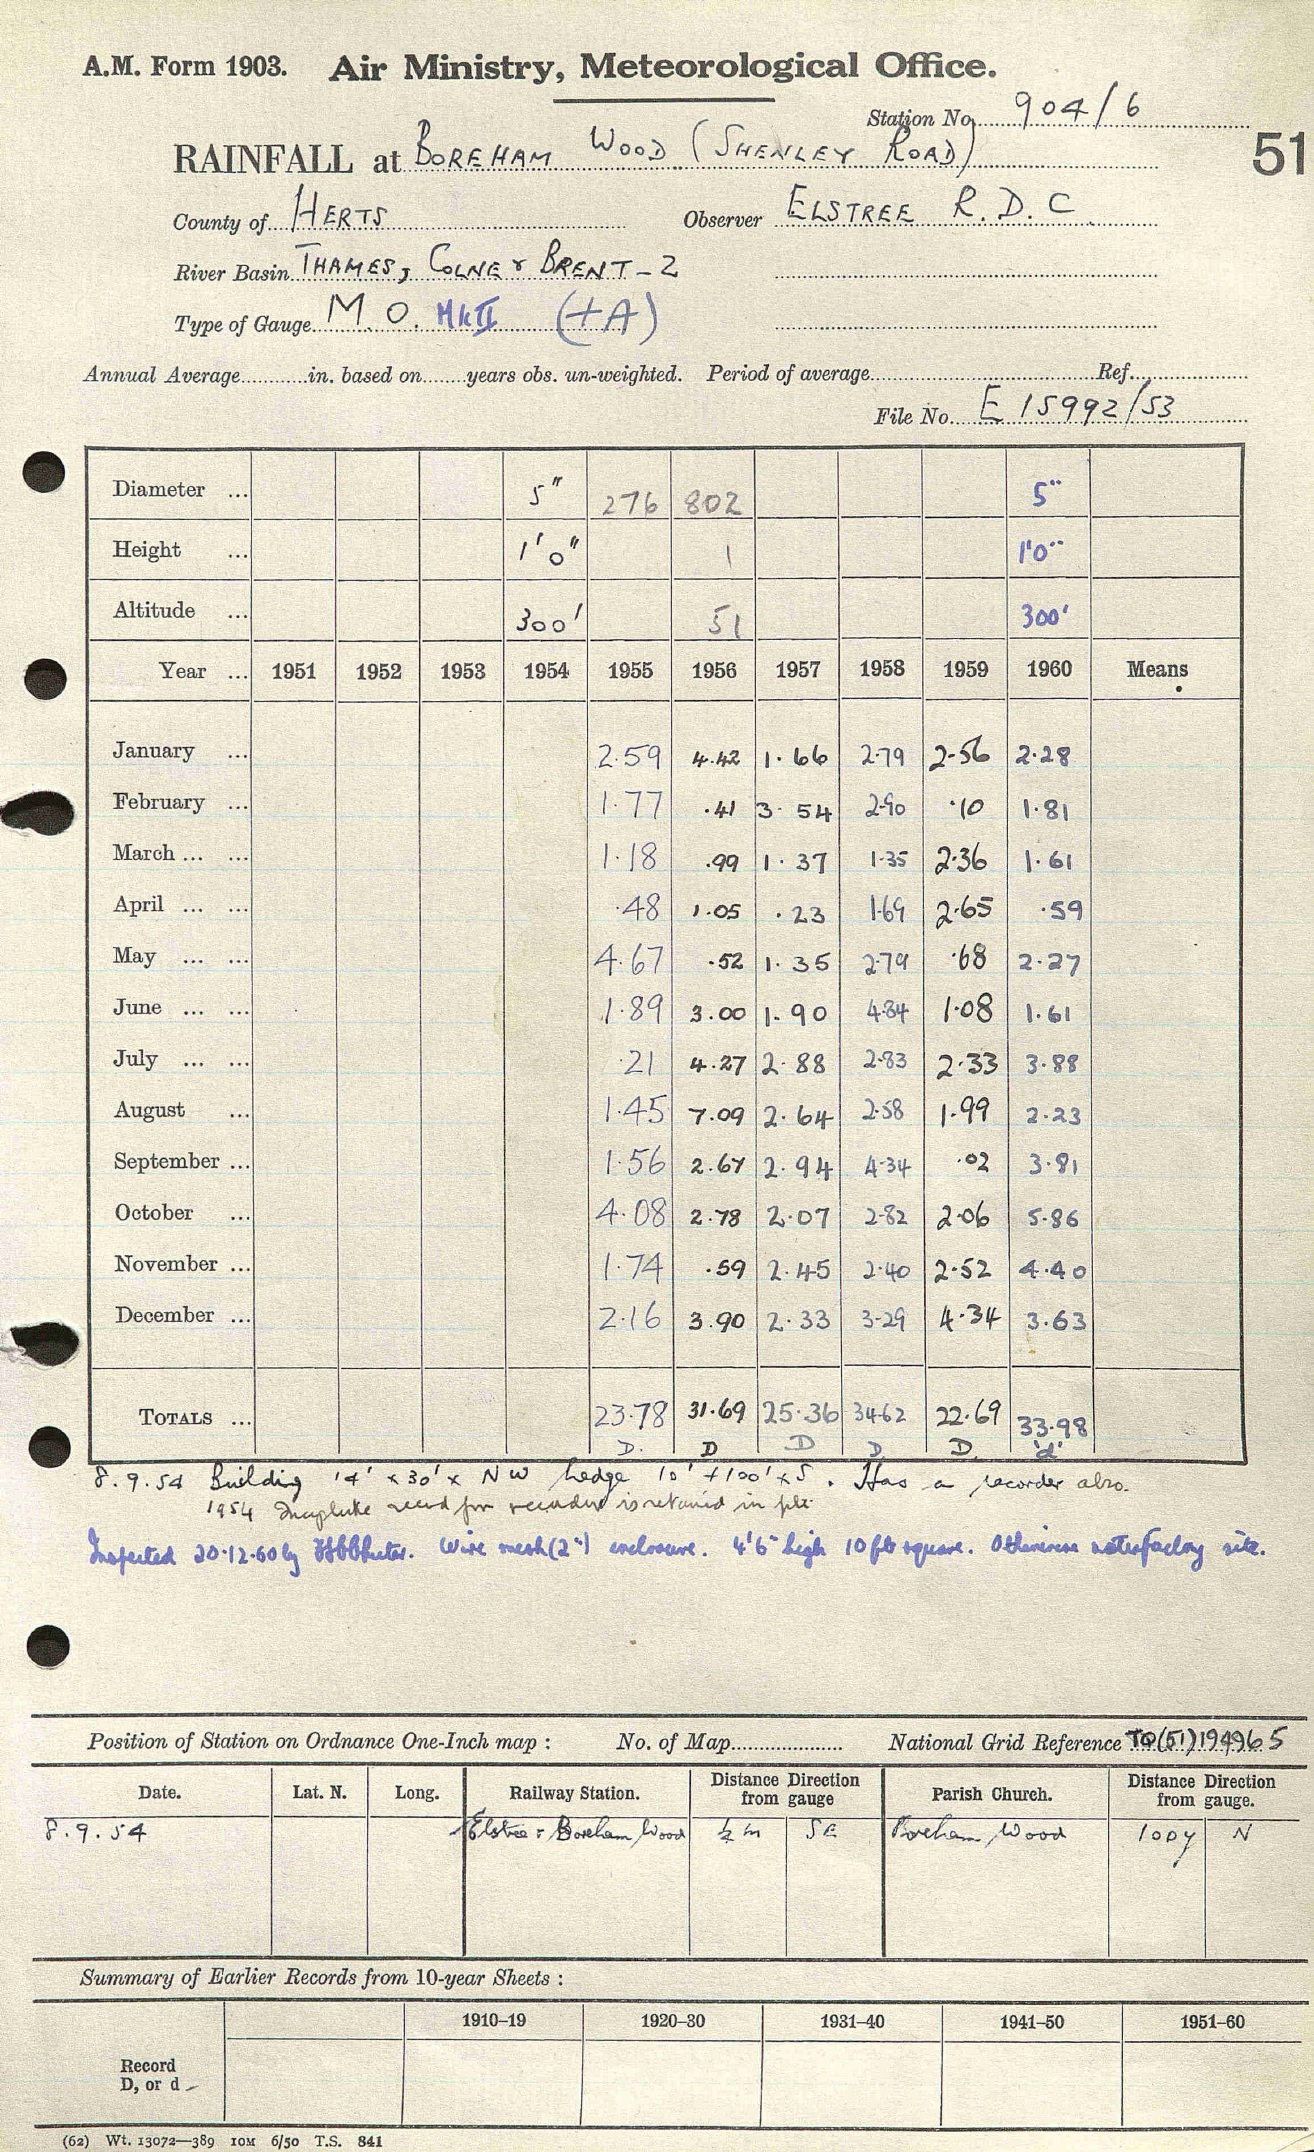 A.M. Form 1903. Air Ministry, Meteorological Office.
Station No. 904/6
RAINFALL at BOREHAM WOOD (SHENLEY ROAD)
51
County of HERTS Observer ELSTREE R.D.C
River Basin THAMES, COLNE & BRENT - 2
Type of Gauge M.O. Mk II (+A)
Annual Average in. based on years obs. un-weighted. Period of average Ref.
File No. E 15992/53
Diameter ... 5" 276 802 5"
Height ... 1'0" 1 1'0"
Altitude ... 300' 51 300'
Year ... 1951 1952 1953 1954 1955 1956 1957 1958 1959 1960 Means
January ... 2.59 4.42 1.66 2.79 2.56 2.28
February ... 1.77 .41 3.54 2.90 .10 1.81
March ... ... 1.18 .99 1.37 1.35 2.36 1.61
April ... ... .48 1.05 .23 1.69 2.65 .59
May ... ... 4.67 .52 1.35 2.79 .68 2.27
June ... ... 1.89 3.00 1.90 4.84 1.08 1.61
July ... ... .21 4.27 2.88 2.83 2.33 3.88
August ... 1.45 7.09 2.64 2.58 1.99 2.23
September ... 1.56 2.67 2.94 4.34 .02 3.81
October ... 4.08 2.78 2.07 2.82 2.06 5.86
November ... 1.74 .59 2.45 2.40 2.52 4.40
December ... 2.16 3.90 2.33 3.29 4.34 3.63
TOTALS ... 23.78 31.69 25.36 34.62 22.69 33.98
D. D D D D. 'd'
8.9.54 Building 14' x 30' x NW hedge 10' + 100' x S. Has a recorder also.
1954 record for recorder is retained in file
Inspected 20.12.60 by Wire mesh (2") enclosure. 4'6" high 10 ft square. Otherwise satisfactory site.
Position of Station on Ordnance One-Inch map : No. of Map National Grid Reference TQ(51)194965
Date. Lat. N. Long. Railway Station. Distance Direction from gauge Parish Church. Distance Direction from gauge.
8.9.54 Elstree & Boreham Wood ½ m SE Boreham Wood 100y N
Summary of Earlier Records from 10-year Sheets :
1910–19 1920–30 1931–40 1941–50 1951–60
Record
D, or d
(62) Wt. 13072—389 10M 6/50 T.S. 841